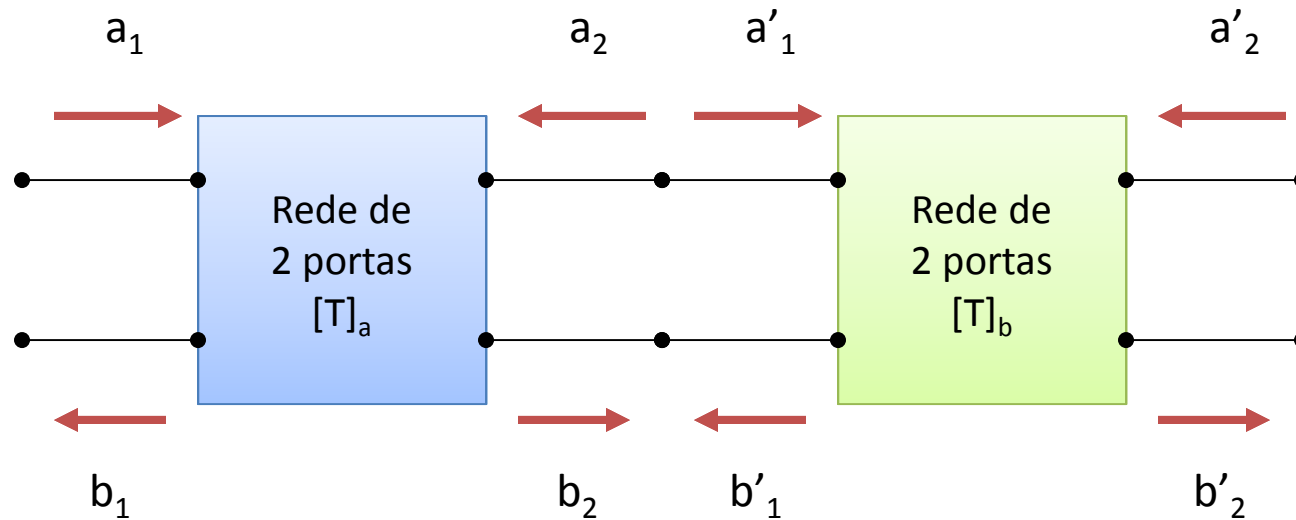 a₁ a₂ a’₁ a’₂
Rede de
2 portas
[T]ₐ
Rede de
2 portas
[T]b
b₁ b₂ b’₁ b’₂